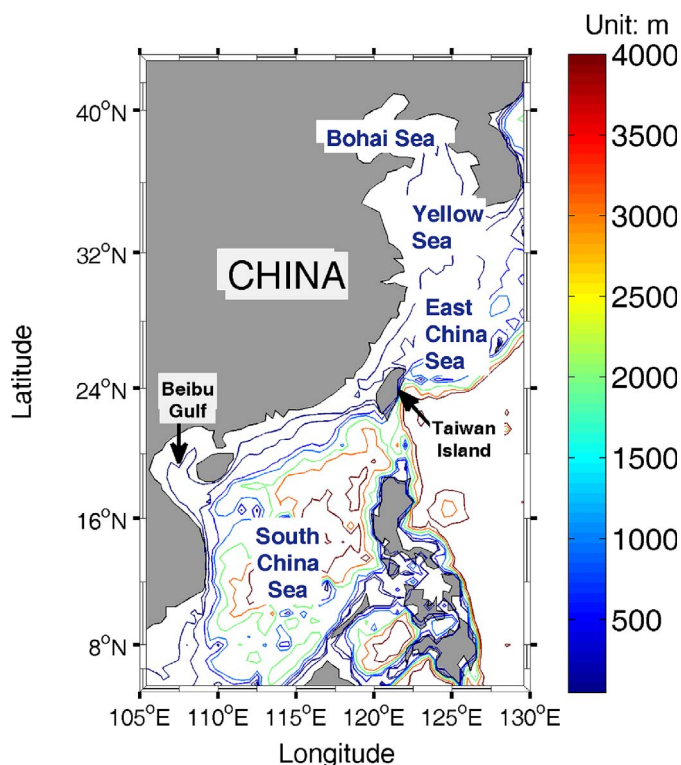 Unit: m
4000
3500
3000
2500
2000
1500
1000
500
40°N
32°N
24°N
16°N
8°N
Latitude
Bohai Sea
Yellow
Sea
CHINA
East
China
Sea
Beibu
Gulf
Taiwan
Island
South
China
Sea
105°E 110°E 115°E 120°E 125°E 130°E
Longitude